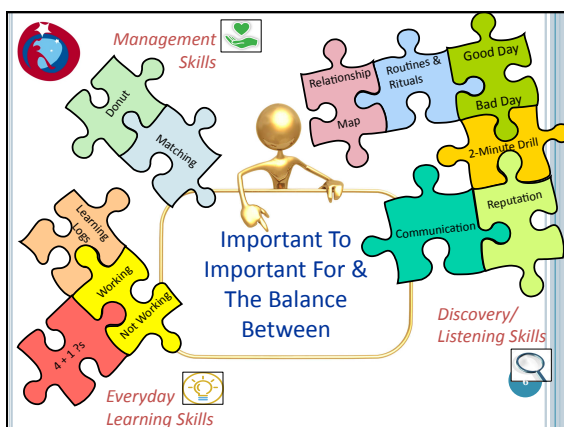 Management
Skills
Donut
Matching
Relationship
Map
Routines &
Rituals
Good Day
Bad Day
2-Minute Drill
Reputation
Communication
Important To
Important For &
The Balance
Between
Learning
Logs
Working
Not Working
4 + 1 ?s
Discovery/
Listening Skills
Everyday
Learning Skills